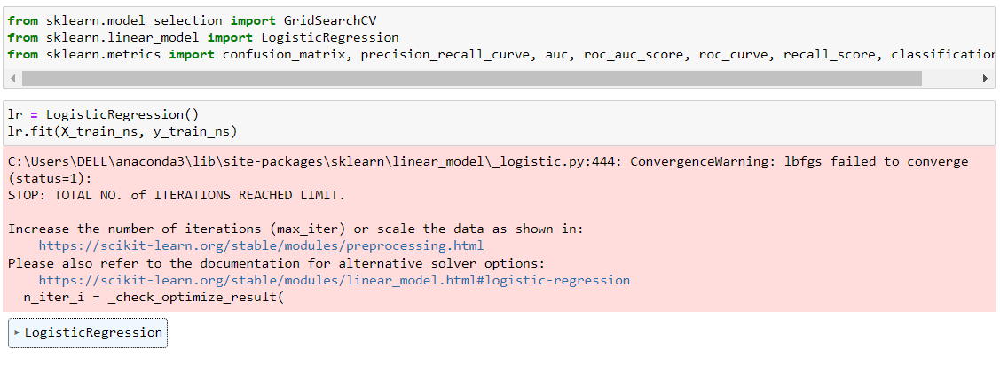 from sklearn.model_selection import GridSearchCV
from sklearn.linear_model import LogisticRegression
from sklearn.metrics import confusion_matrix, precision_recall_curve, auc, roc_auc_score, roc_curve, recall_score, classification
lr = LogisticRegression()
lr.fit(X_train_ns, y_train_ns)
C:\Users\DELL\anaconda3\lib\site-packages\sklearn\linear_model\_logistic.py:444: ConvergenceWarning: lbfgs failed to converge
(status=1):
STOP: TOTAL NO. of ITERATIONS REACHED LIMIT.
Increase the number of iterations (max_iter) or scale the data as shown in:
https://scikit-learn.org/stable/modules/preprocessing.html
Please also refer to the documentation for alternative solver options:
https://scikit-learn.org/stable/modules/linear_model.html#logistic-regression
n_iter_i = _check_optimize_result(
LogisticRegression